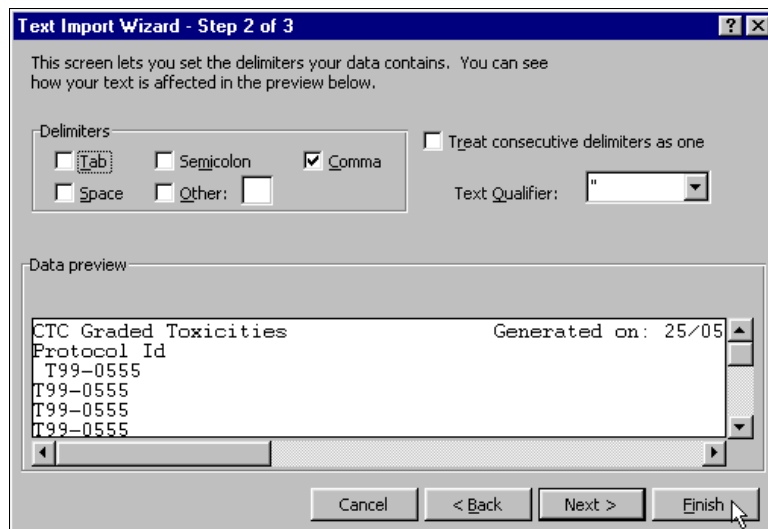 Text Import Wizard - Step 2 of 3
This screen lets you set the delimiters your data contains. You can see
how your text is affected in the preview below.
Delimiters
Tab Semicolon Comma
Space Other:
Treat consecutive delimiters as one
Text Qualifier: "
Data preview
CTC Graded Toxicities Generated on: 25/05
Protocol Id
T99-0555
T99-0555
T99-0555
T99-0555
Cancel < Back Next > Finish